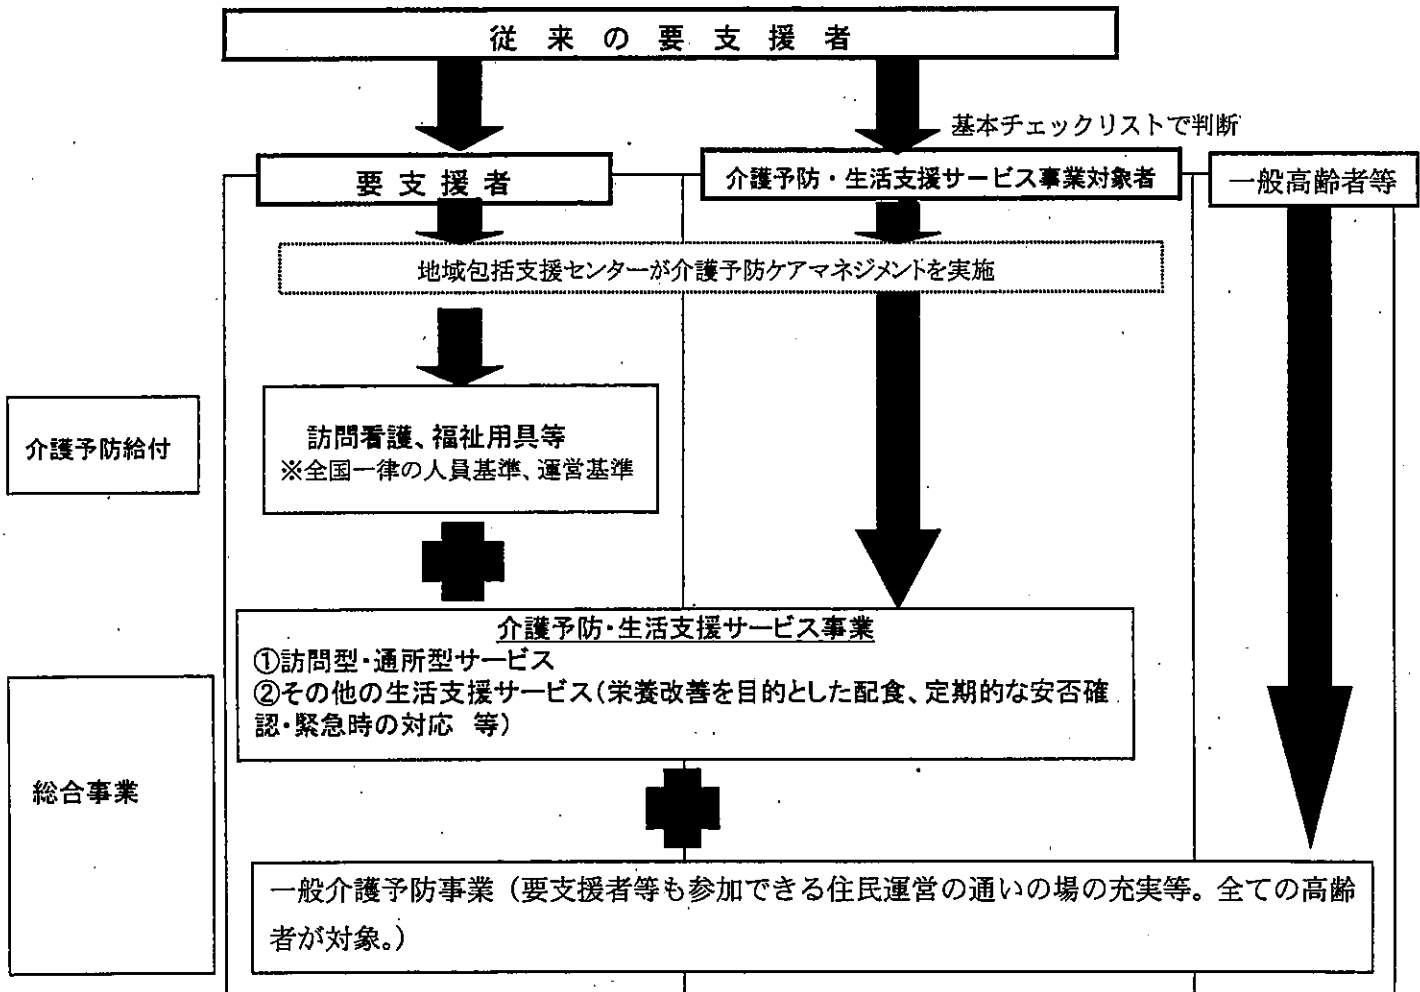 従来の要支援者
基本チェックリストで判断
要支援者
介護予防・生活支援サービス事業対象者
一般高齢者等
地域包括支援センターが介護予防ケアマネジメントを実施
介護予防給付
訪問看護、福祉用具等
※全国一律の人員基準、運営基準
介護予防・生活支援サービス事業
①訪問型・通所型サービス
②その他の生活支援サービス(栄養改善を目的とした配食、定期的な安否確
認・緊急時の対応 等)
総合事業
一般介護予防事業(要支援者等も参加できる住民運営の通いの場の充実等。全ての高齢
者が対象。)